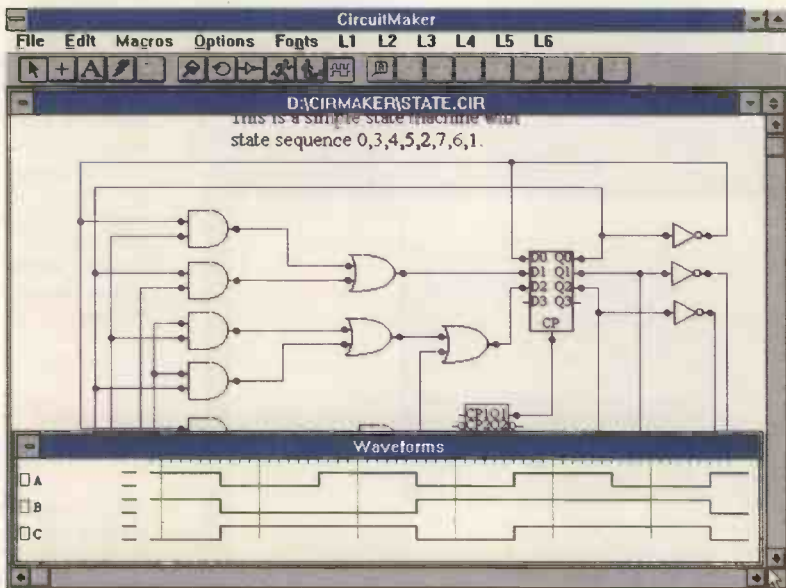 CircuitMaker
File Edit Macros Options Fonts L1 L2 L3 L4 L5 L6
A
D:\CIRMAKER\STATE.CIR
This is a simple state machine with
state sequence 0,3,4,5,2,7,6,1.
D0 Q0
D1 Q1
D2 Q2
D3 Q3
CP
CP1Q1
Waveforms
A
B
C